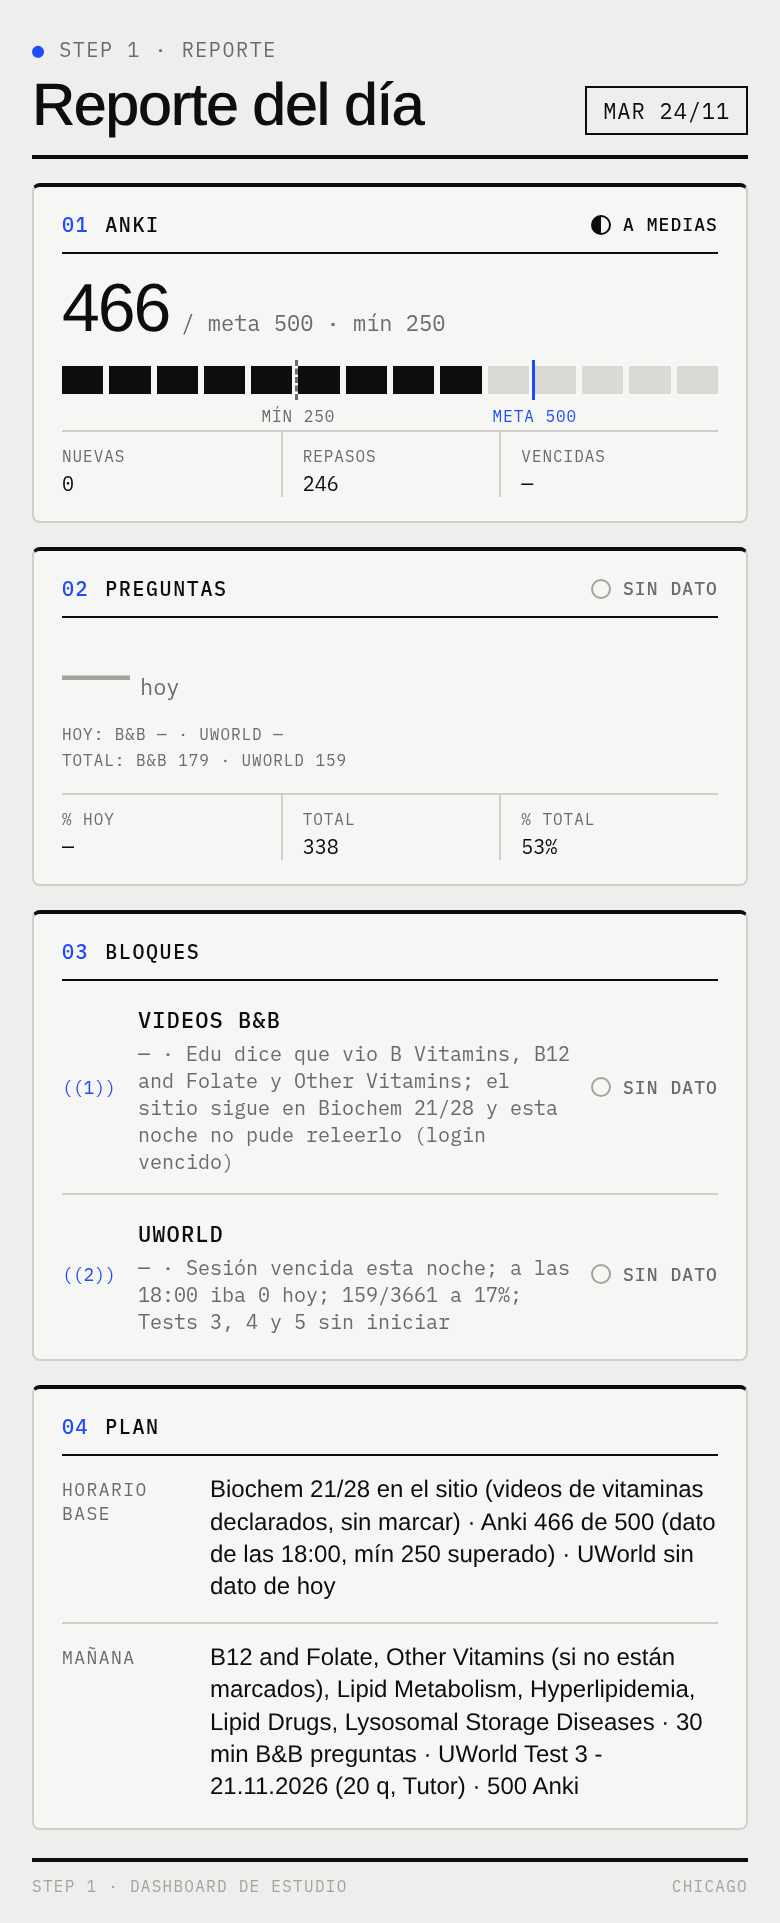 STEP 1 · REPORTE
Reporte del día
MAR 24/11
01 ANKI
A MEDIAS
466 / meta 500 · mín 250
MÍN 250
META 500
NUEVAS
0
REPASOS
246
VENCIDAS
—
02 PREGUNTAS
SIN DATO
— hoy
HOY: B&B — · UWORLD —
TOTAL: B&B 179 · UWORLD 159
% HOY
—
TOTAL
338
% TOTAL
53%
03 BLOQUES
((1))
VIDEOS B&B
— · Edu dice que vio B Vitamins, B12
and Folate y Other Vitamins; el
sitio sigue en Biochem 21/28 y esta
noche no pude releerlo (login
vencido)
SIN DATO
((2))
UWORLD
— · Sesión vencida esta noche; a las
18:00 iba 0 hoy; 159/3661 a 17%;
Tests 3, 4 y 5 sin iniciar
SIN DATO
04 PLAN
HORARIO
BASE
Biochem 21/28 en el sitio (videos de vitaminas
declarados, sin marcar) · Anki 466 de 500 (dato
de las 18:00, mín 250 superado) · UWorld sin
dato de hoy
MAÑANA
B12 and Folate, Other Vitamins (si no están
marcados), Lipid Metabolism, Hyperlipidemia,
Lipid Drugs, Lysosomal Storage Diseases · 30
min B&B preguntas · UWorld Test 3 -
21.11.2026 (20 q, Tutor) · 500 Anki
STEP 1 · DASHBOARD DE ESTUDIO
CHICAGO